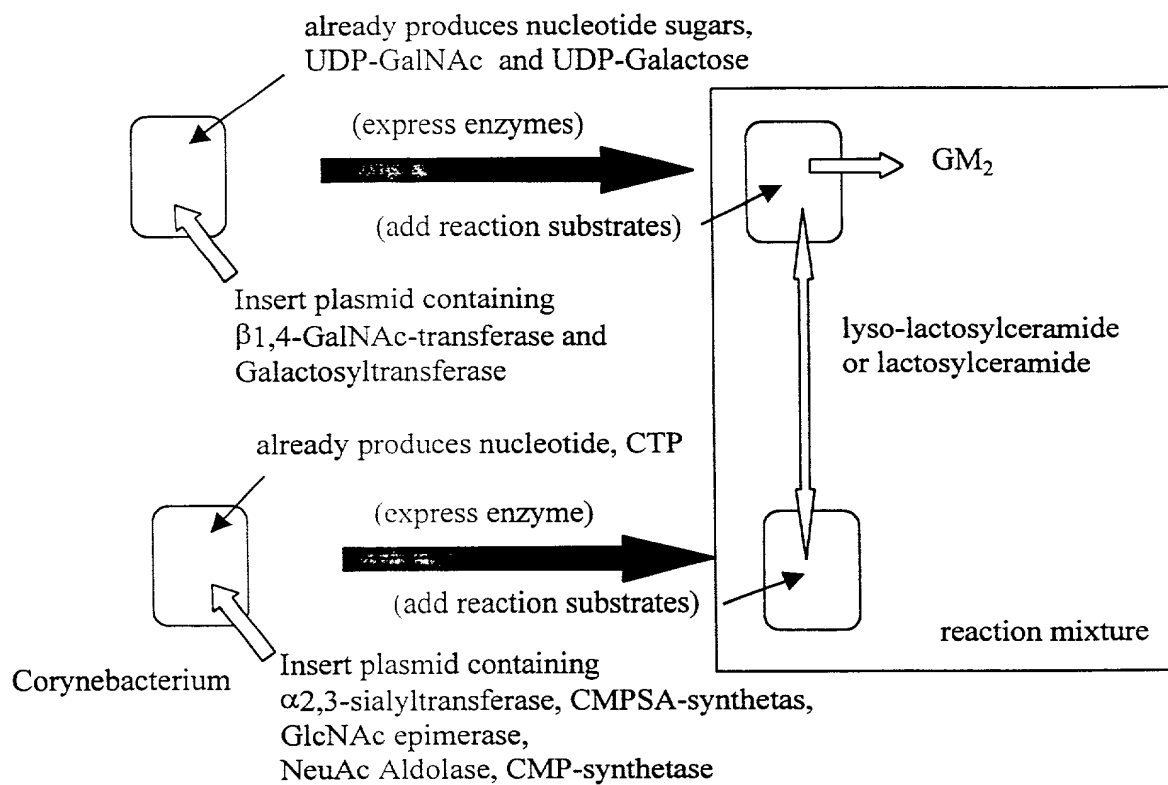 already produces nucleotide sugars,
UDP-GalNAc and UDP-Galactose
(express enzymes)
(add reaction substrates)
GM₂
Insert plasmid containing
β1,4-GalNAc-transferase and
Galactosyltransferase
lyso-lactosylceramide
or lactosylceramide
already produces nucleotide, CTP
(express enzyme)
(add reaction substrates)
reaction mixture
Corynebacterium
Insert plasmid containing
α2,3-sialyltransferase, CMPSA-synthetas,
GlcNAc epimerase,
NeuAc Aldolase, CMP-synthetase